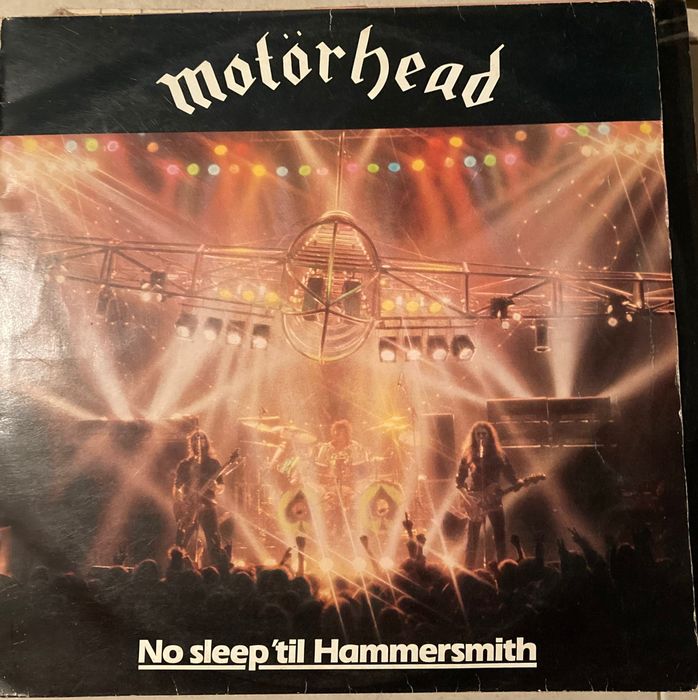 motörhead
No sleep 'til Hammersmith